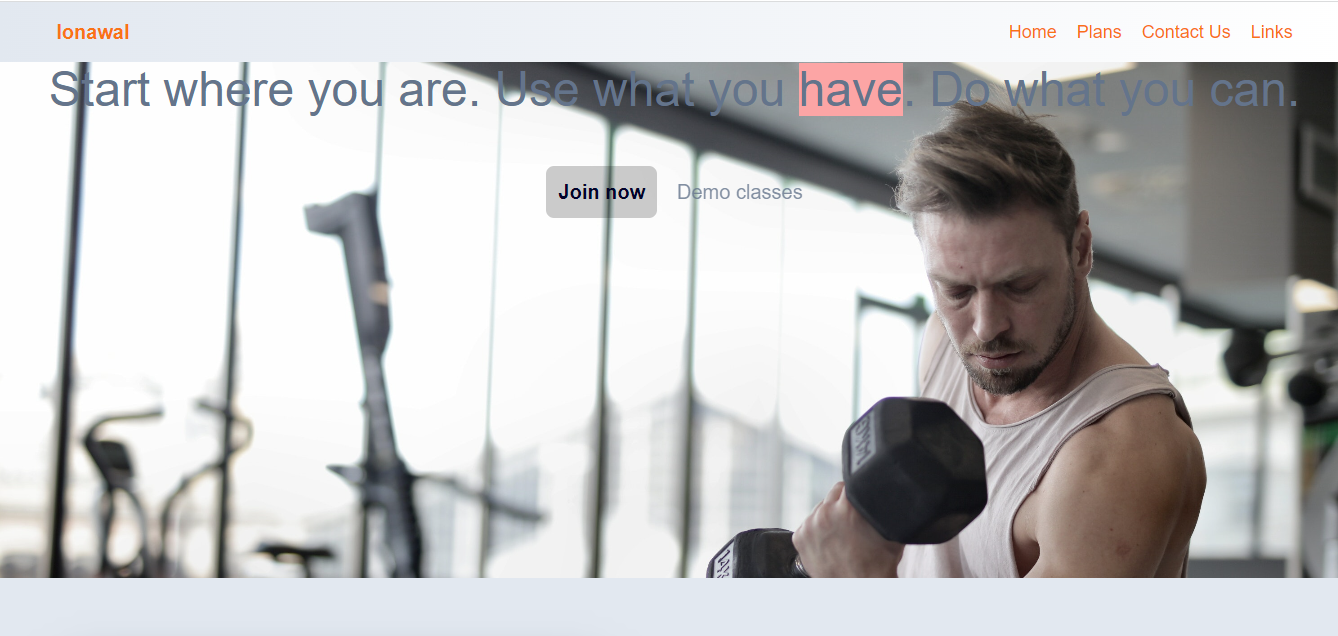 lonawal
Home Plans Contact Us Links
Start where you are. Use what you have. Do what you can.
Join now Demo classes